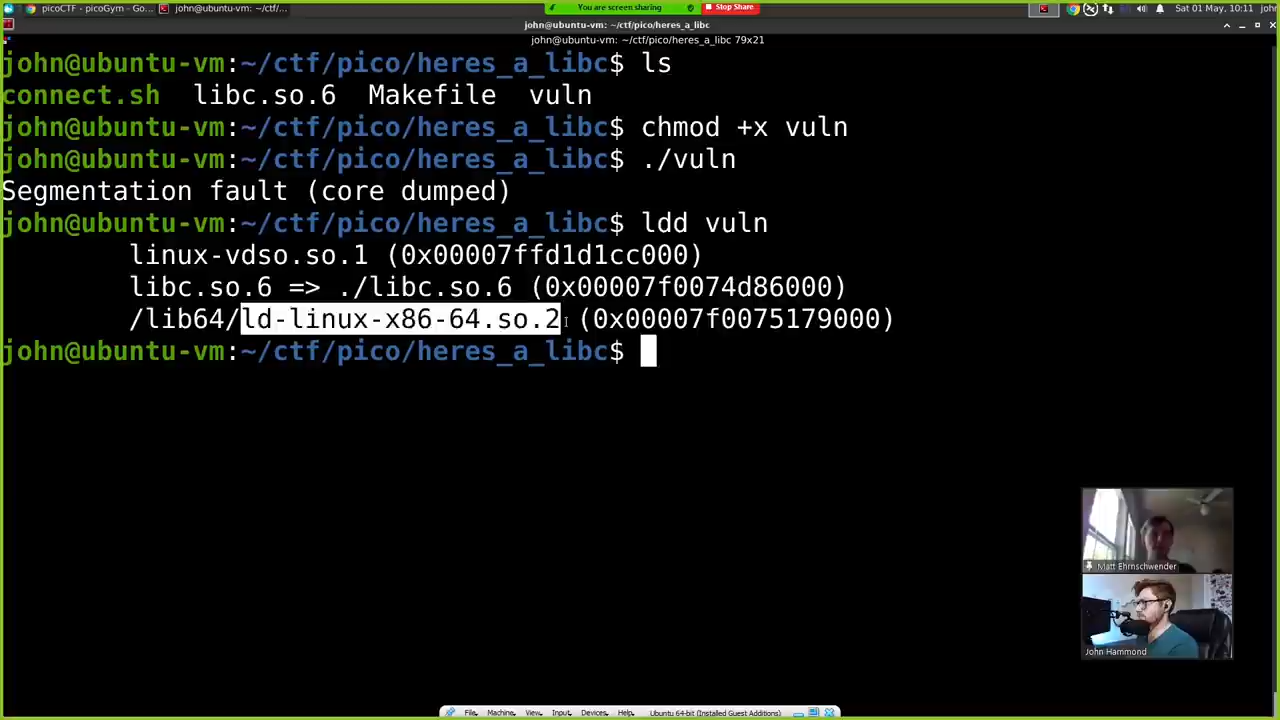 picoCTF - picoGym - Go...
john@ubuntu-vm: ~/ctf/...
You are screen sharing
Stop Share
Sat 01 May, 10:11 john
john@ubuntu-vm: ~/ctf/pico/heres_a_libc
john@ubuntu-vm: ~/ctf/pico/heres_a_libc 79x21
john@ubuntu-vm:~/ctf/pico/heres_a_libc$ ls
connect.sh libc.so.6 Makefile vuln
john@ubuntu-vm:~/ctf/pico/heres_a_libc$ chmod +x vuln
john@ubuntu-vm:~/ctf/pico/heres_a_libc$ ./vuln
Segmentation fault (core dumped)
john@ubuntu-vm:~/ctf/pico/heres_a_libc$ ldd vuln
linux-vdso.so.1 (0x00007ffd1d1cc000)
libc.so.6 => ./libc.so.6 (0x00007f0074d86000)
/lib64/ld-linux-x86-64.so.2 (0x00007f0075179000)
john@ubuntu-vm:~/ctf/pico/heres_a_libc$
Matt Ehrnschwender
John Hammond
File Machine View Input Devices Help Ubuntu 64-bit (Installed Guest Additions)